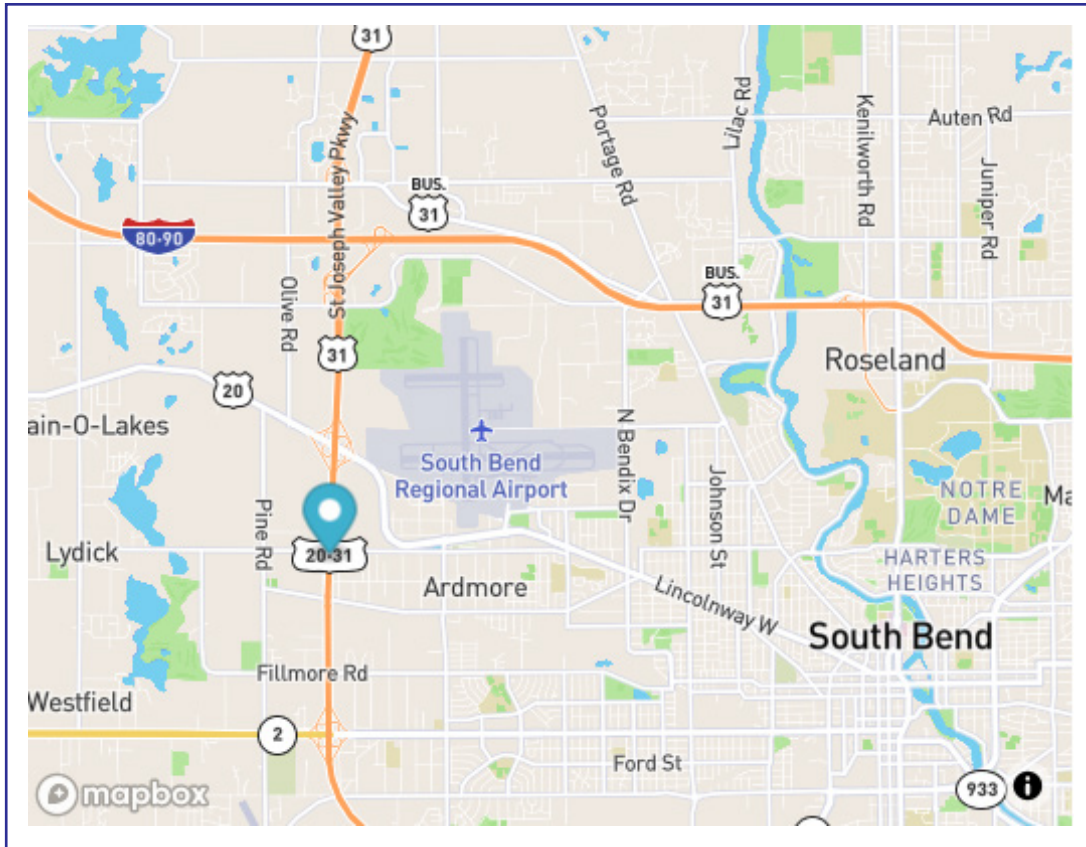 31
Auten Rd
Lilac Rd
Portage Rd
Kenilworth Rd
Juniper Rd
St Joseph Valley Pkwy
BUS.
31
80•90
BUS.
31
Olive Rd
31
Roseland
20
ain-O-Lakes
N Bendix Dr
South Bend
Regional Airport
Johnson St
NOTRE
DAME
Ma
Pine Rd
Lydick
20•31
HARTERS
HEIGHTS
Ardmore
Lincolnway W
South Bend
Fillmore Rd
Westfield
2
Ford St
933
i
mapbox